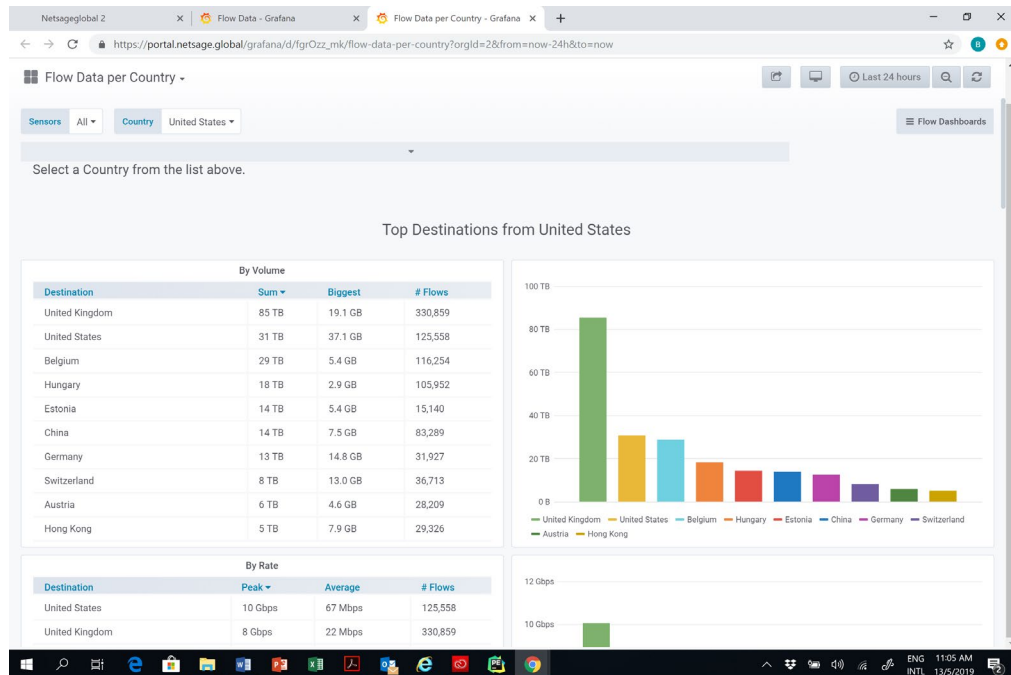 Netsageglobal 2
Flow Data - Grafana
Flow Data per Country - Grafana
https://portal.netsage.global/grafana/d/fgrOzz_mk/flow-data-per-country?orgId=2&from=now-24h&to=now
B
Flow Data per Country
Last 24 hours
Sensors All Country United States
Flow Dashboards
Select a Country from the list above.
Top Destinations from United States
By Volume
Destination Sum Biggest # Flows
United Kingdom 85 TB 19.1 GB 330,859
United States 31 TB 37.1 GB 125,558
Belgium 29 TB 5.4 GB 116,254
Hungary 18 TB 2.9 GB 105,952
Estonia 14 TB 5.4 GB 15,140
China 14 TB 7.5 GB 83,289
Germany 13 TB 14.8 GB 31,927
Switzerland 8 TB 13.0 GB 36,713
Austria 6 TB 4.6 GB 28,209
Hong Kong 5 TB 7.9 GB 29,326
100 TB
80 TB
60 TB
40 TB
20 TB
0 B
United Kingdom United States Belgium Hungary Estonia China Germany Switzerland
Austria Hong Kong
By Rate
Destination Peak Average # Flows
United States 10 Gbps 67 Mbps 125,558
United Kingdom 8 Gbps 22 Mbps 330,859
12 Gbps
10 Gbps
ENG 11:05 AM
INTL 13/5/2019